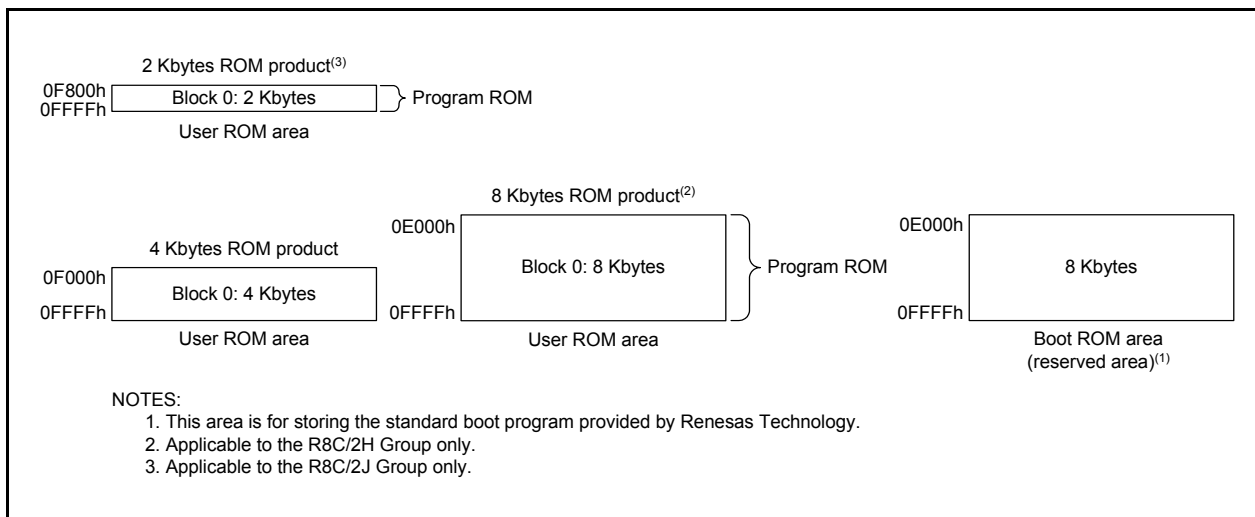 2 Kbytes ROM product(3)
0F800h
0FFFFh
Block 0: 2 Kbytes
Program ROM
User ROM area
4 Kbytes ROM product
0F000h
0FFFFh
Block 0: 4 Kbytes
User ROM area
8 Kbytes ROM product(2)
0E000h
0FFFFh
Block 0: 8 Kbytes
Program ROM
User ROM area
0E000h
0FFFFh
8 Kbytes
Boot ROM area
(reserved area)(1)
NOTES:
1. This area is for storing the standard boot program provided by Renesas Technology.
2. Applicable to the R8C/2H Group only.
3. Applicable to the R8C/2J Group only.